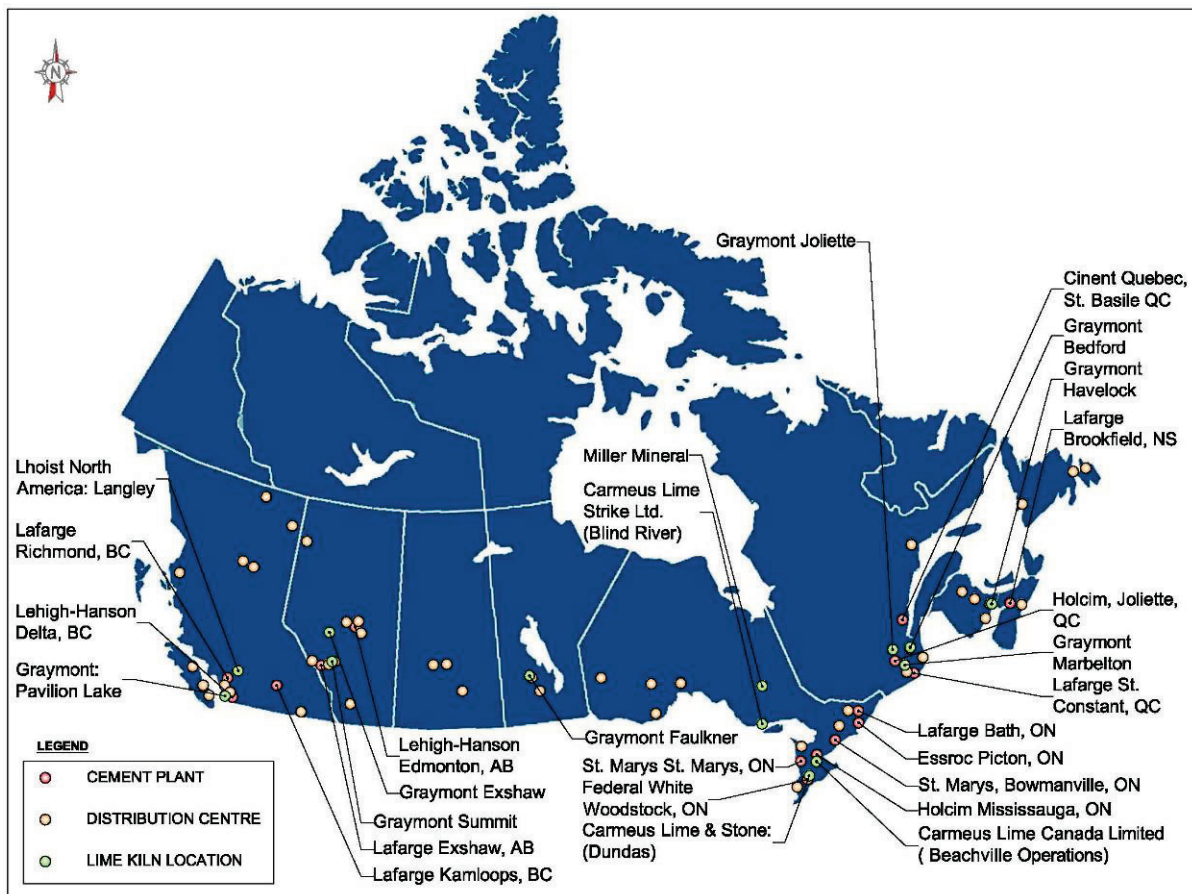 N
Graymont Joliette
Cinent Quebec,
St. Basile QC
Graymont
Bedford
Graymont
Havelock
Lafarge
Brookfield, NS
Miller Mineral
Carmeus Lime
Strike Ltd.
(Blind River)
Lhoist North
America: Langley
Lafarge
Richmond, BC
Lehigh-Hanson
Delta, BC
Graymont:
Pavilion Lake
Holcim, Joliette,
QC
Graymont
Marbelton
Lafarge St.
Constant, QC
Lafarge Bath, ON
Essroc Picton, ON
St. Marys, Bowmanville, ON
Holcim Mississauga, ON
Carmeus Lime Canada Limited
( Beachville Operations)
Graymont Faulkner
St. Marys St. Marys, ON
Federal White
Woodstock, ON
Carmeus Lime & Stone:
(Dundas)
Lehigh-Hanson
Edmonton, AB
Graymont Exshaw
Graymont Summit
Lafarge Exshaw, AB
Lafarge Kamloops, BC
LEGEND
CEMENT PLANT
DISTRIBUTION CENTRE
LIME KILN LOCATION